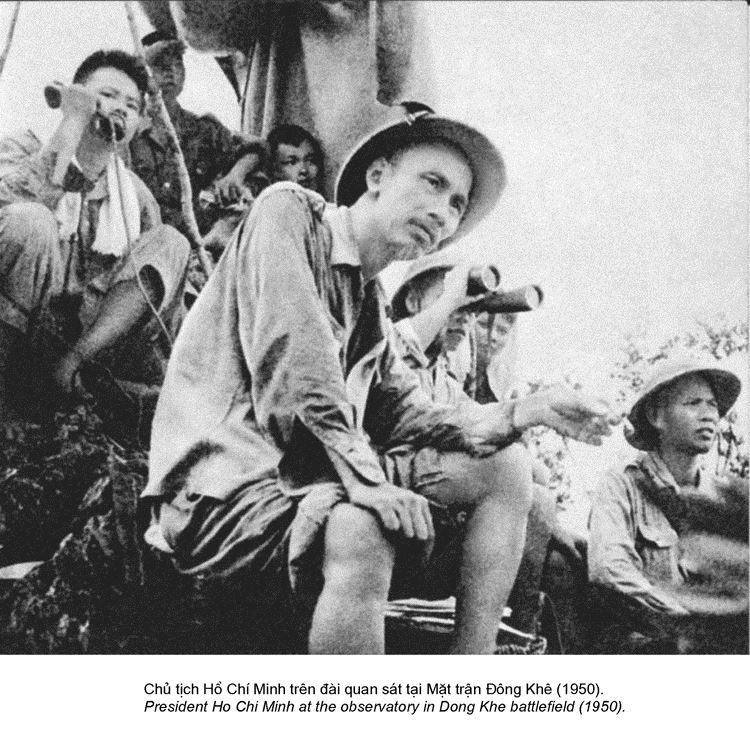 Chủ tịch Hồ Chí Minh trên đài quan sát tại Mặt trận Đông Khê (1950).
President Ho Chi Minh at the observatory in Dong Khe battlefield (1950).